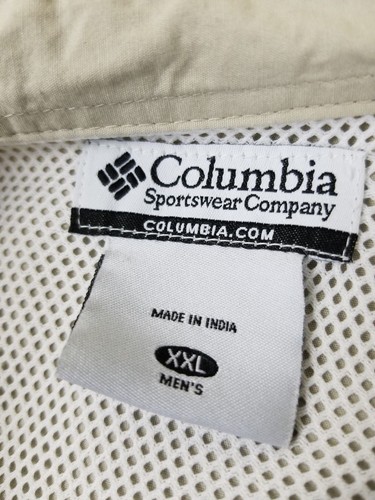 Columbia
Sportswear Company
COLUMBIA.COM
MADE IN INDIA
XXL
MEN'S